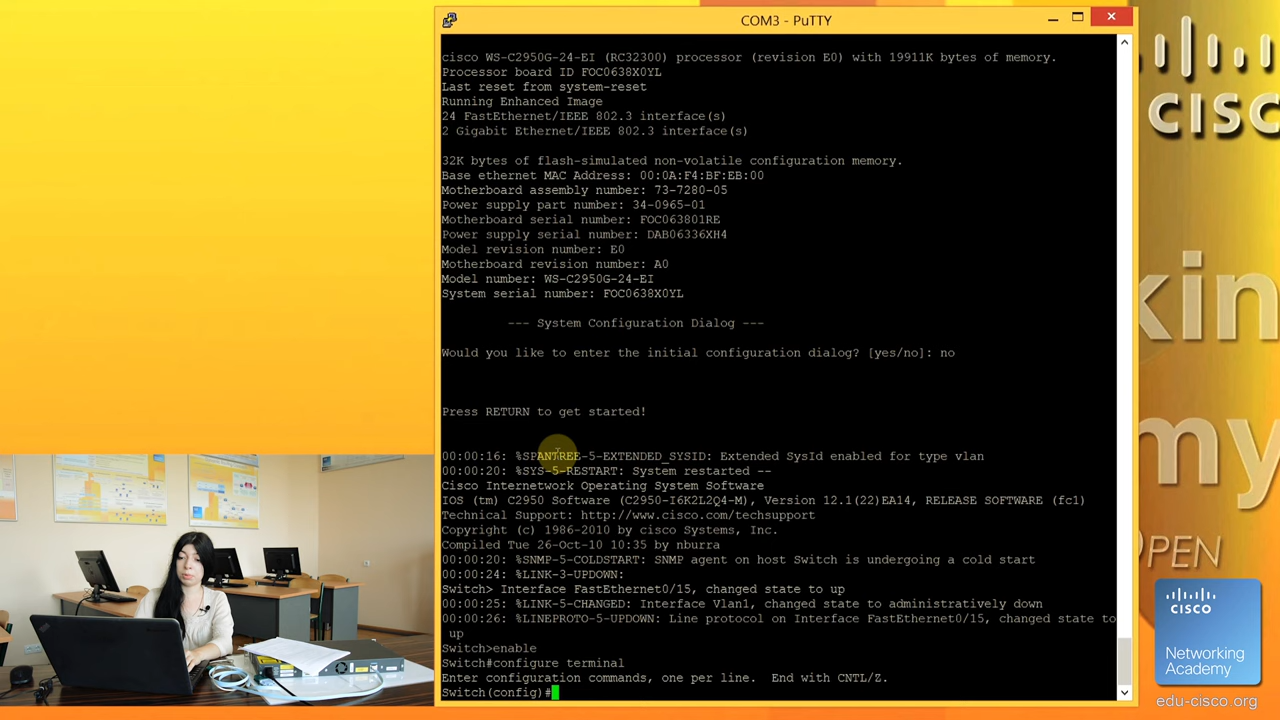 COM3 - PuTTY
cisco WS-C2950G-24-EI (RC32300) processor (revision E0) with 19911K bytes of memory.
Processor board ID FOC0638X0YL
Last reset from system-reset
Running Enhanced Image
24 FastEthernet/IEEE 802.3 interface(s)
2 Gigabit Ethernet/IEEE 802.3 interface(s)
32K bytes of flash-simulated non-volatile configuration memory.
Base ethernet MAC Address: 00:0A:F4:BF:EB:00
Motherboard assembly number: 73-7280-05
Power supply part number: 34-0965-01
Motherboard serial number: FOC063801RE
Power supply serial number: DAB06336XH4
Model revision number: E0
Motherboard revision number: A0
Model number: WS-C2950G-24-EI
System serial number: FOC0638X0YL
--- System Configuration Dialog ---
Would you like to enter the initial configuration dialog? [yes/no]: no
Press RETURN to get started!
00:00:16: %SPANTREE-5-EXTENDED_SYSID: Extended SysId enabled for type vlan
00:00:20: %SYS-5-RESTART: System restarted --
Cisco Internetwork Operating System Software
IOS (tm) C2950 Software (C2950-I6K2L2Q4-M), Version 12.1(22)EA14, RELEASE SOFTWARE (fc1)
Technical Support: http://www.cisco.com/techsupport
Copyright (c) 1986-2010 by cisco Systems, Inc.
Compiled Tue 26-Oct-10 10:35 by nburra
00:00:20: %SNMP-5-COLDSTART: SNMP agent on host Switch is undergoing a cold start
00:00:24: %LINK-3-UPDOWN:
Switch> Interface FastEthernet0/15, changed state to up
00:00:25: %LINK-5-CHANGED: Interface Vlan1, changed state to administratively down
00:00:26: %LINEPROTO-5-UPDOWN: Line protocol on Interface FastEthernet0/15, changed state to
up
Switch>enable
Switch#configure terminal
Enter configuration commands, one per line.  End with CNTL/Z.
Switch(config)#
CISCO
kin
my
OPEN
CISCO
Networking
Academy
edu-cisco.org